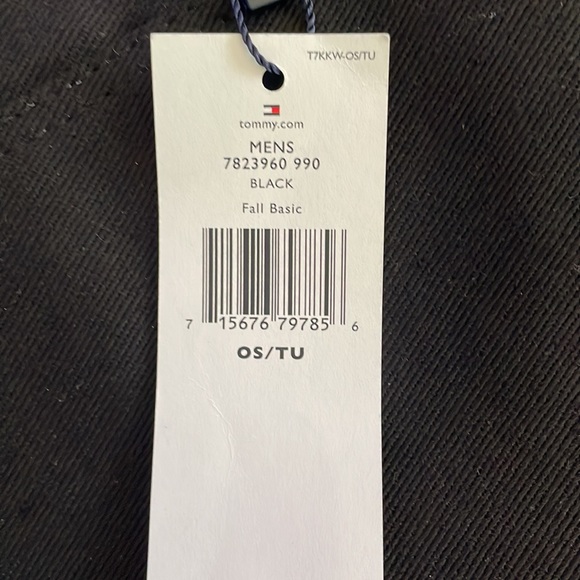 T7KKW-OS/TU
tommy.com
MENS
7823960 990
BLACK
Fall Basic
7 15676 79785 6
OS/TU